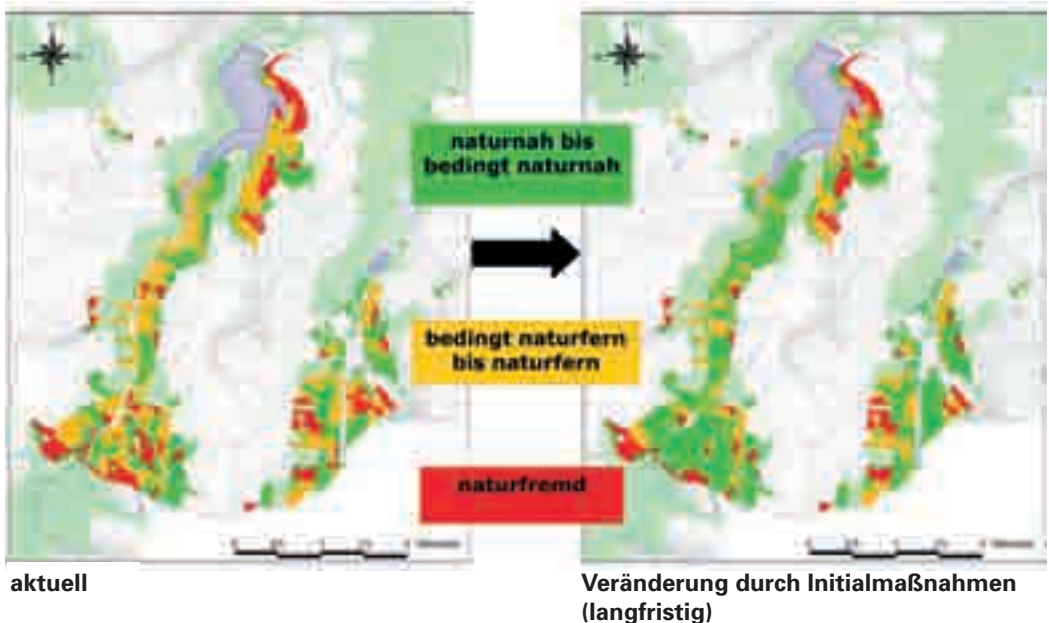 naturnah bis
bedingt naturnah
bedingt naturfern
bis naturfern
naturfremd
aktuell
Veränderung durch Initialmaßnahmen
(langfristig)